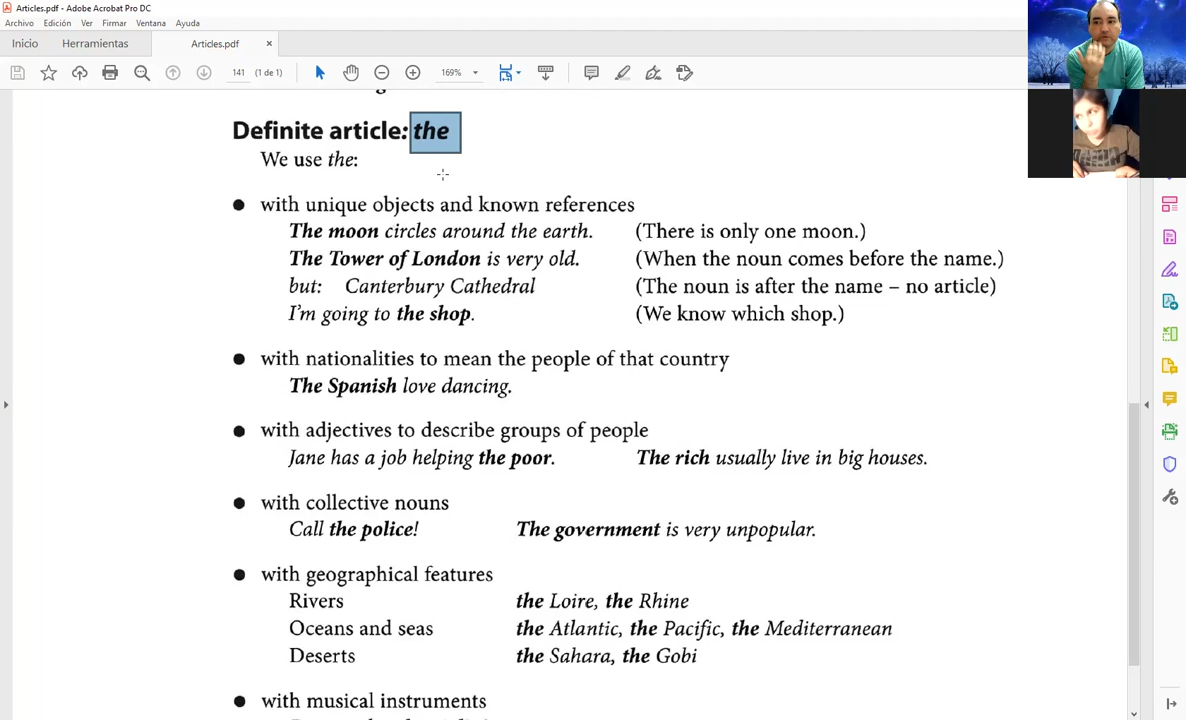 Articles.pdf - Adobe Acrobat Pro DC
Archivo Edición Ver Firmar Ventana Ayuda
Inicio Herramientas Articles.pdf ×
141 (1 de 1) 169%
Definite article: the
We use the:
● with unique objects and known references
The moon circles around the earth. (There is only one moon.)
The Tower of London is very old. (When the noun comes before the name.)
but: Canterbury Cathedral (The noun is after the name – no article)
I'm going to the shop. (We know which shop.)
● with nationalities to mean the people of that country
The Spanish love dancing.
● with adjectives to describe groups of people
Jane has a job helping the poor. The rich usually live in big houses.
● with collective nouns
Call the police! The government is very unpopular.
● with geographical features
Rivers the Loire, the Rhine
Oceans and seas the Atlantic, the Pacific, the Mediterranean
Deserts the Sahara, the Gobi
● with musical instruments